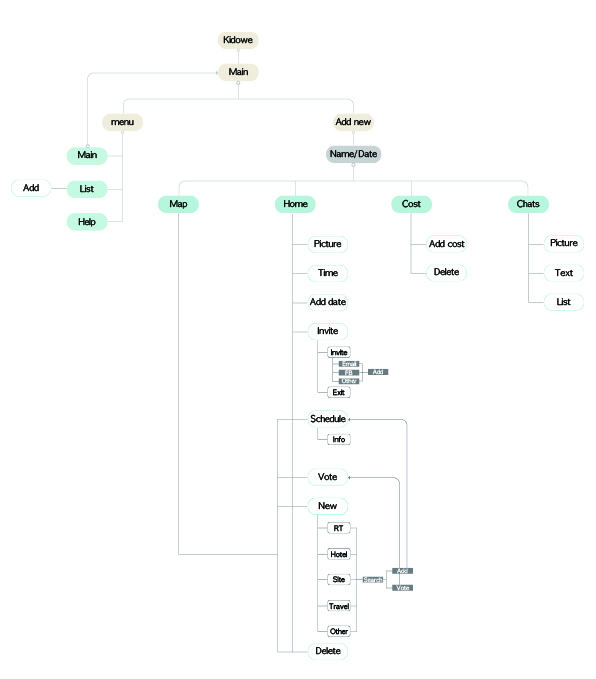 Kidowe
Main
menu
Add new
Main
Name/Date
Add
List
Help
Map
Home
Cost
Chats
Picture
Add cost
Picture
Time
Delete
Text
Add date
List
Invite
Invite
Email
FB
Add
Other
Exit
Schedule
Info
Vote
New
RT
Hotel
Add
Site
Search
Vote
Travel
Other
Delete